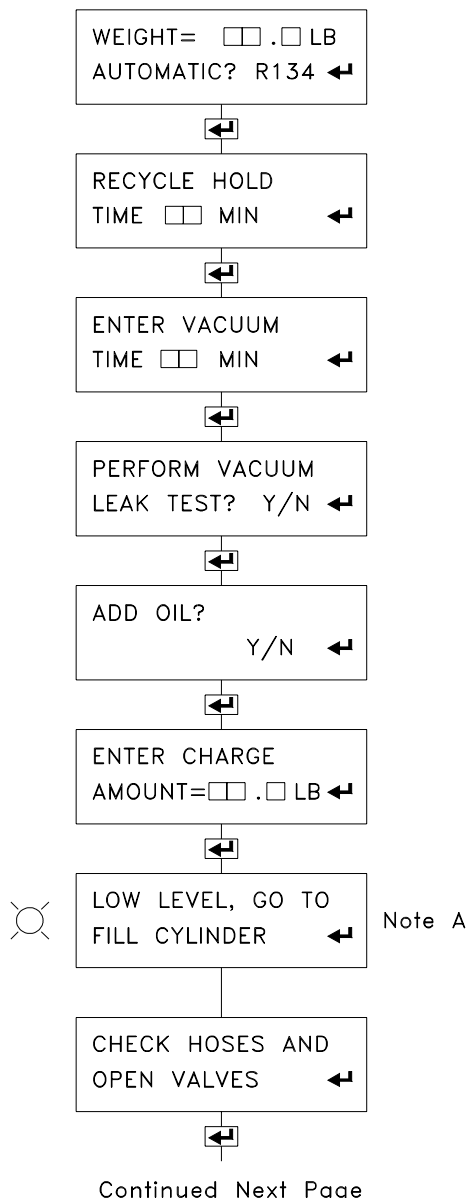 WEIGHT= □□.□ LB
AUTOMATIC? R134 ↵
↵
RECYCLE HOLD
TIME □□ MIN ↵
↵
ENTER VACUUM
TIME □□ MIN ↵
↵
PERFORM VACUUM
LEAK TEST? Y/N ↵
↵
ADD OIL?
Y/N ↵
↵
ENTER CHARGE
AMOUNT=□□.□ LB ↵
↵
LOW LEVEL, GO TO
FILL CYLINDER ↵
Note A
CHECK HOSES AND
OPEN VALVES ↵
↵
Continued Next Page